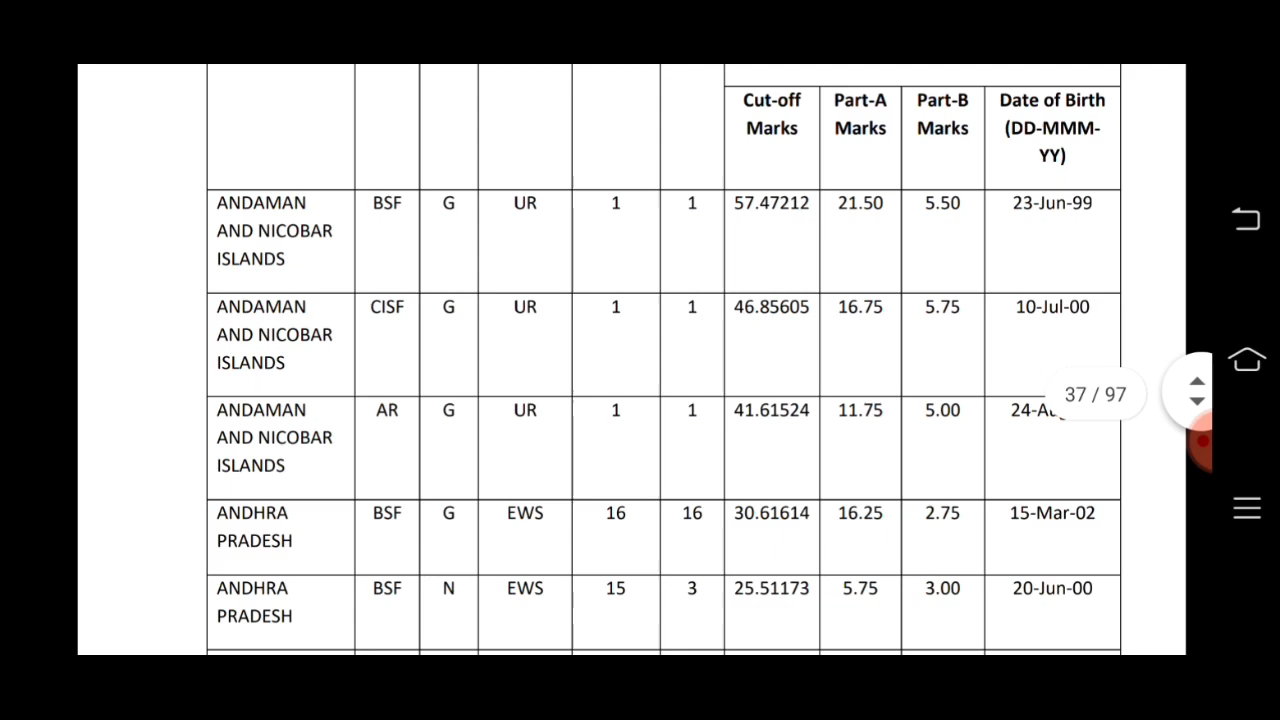 Cut-off Part-A Part-B Date of Birth
Marks Marks Marks (DD-MMM-
YY)
ANDAMAN BSF G UR 1 1 57.47212 21.50 5.50 23-Jun-99
AND NICOBAR
ISLANDS
ANDAMAN CISF G UR 1 1 46.85605 16.75 5.75 10-Jul-00
AND NICOBAR
ISLANDS
37 / 97
ANDAMAN AR G UR 1 1 41.61524 11.75 5.00
AND NICOBAR
ISLANDS
ANDHRA BSF G EWS 16 16 30.61614 16.25 2.75 15-Mar-02
PRADESH
ANDHRA BSF N EWS 15 3 25.51173 5.75 3.00 20-Jun-00
PRADESH